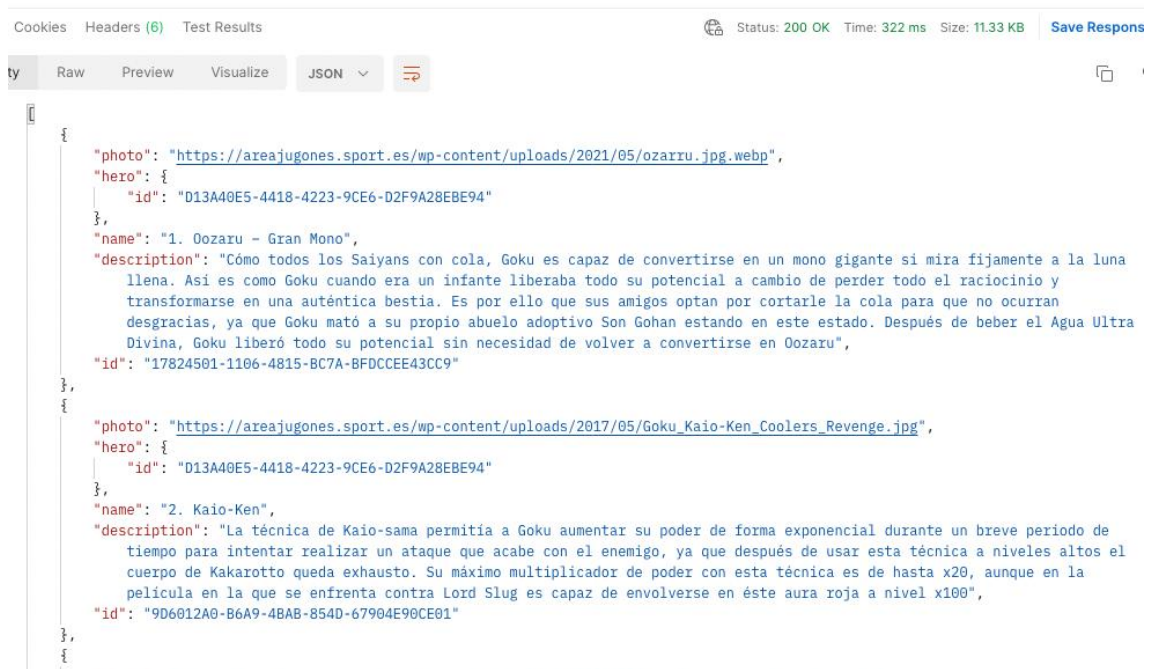 Cookies Headers (6) Test Results Status: 200 OK Time: 322 ms Size: 11.33 KB Save Respons
ty Raw Preview Visualize JSON
[
{
"photo": "https://areajugones.sport.es/wp-content/uploads/2021/05/ozarru.jpg.webp",
"hero": {
"id": "D13A40E5-4418-4223-9CE6-D2F9A28EBE94"
},
"name": "1. Oozaru – Gran Mono",
"description": "Cómo todos los Saiyans con cola, Goku es capaz de convertirse en un mono gigante si mira fijamente a la luna
llena. Así es como Goku cuando era un infante liberaba todo su potencial a cambio de perder todo el raciocinio y
transformarse en una auténtica bestia. Es por ello que sus amigos optan por cortarle la cola para que no ocurran
desgracias, ya que Goku mató a su propio abuelo adoptivo Son Gohan estando en este estado. Después de beber el Agua Ultra
Divina, Goku liberó todo su potencial sin necesidad de volver a convertirse en Oozaru",
"id": "17824501-1106-4815-BC7A-BFDCCEE43CC9"
},
{
"photo": "https://areajugones.sport.es/wp-content/uploads/2017/05/Goku_Kaio-Ken_Coolers_Revenge.jpg",
"hero": {
"id": "D13A40E5-4418-4223-9CE6-D2F9A28EBE94"
},
"name": "2. Kaio-Ken",
"description": "La técnica de Kaio-sama permitía a Goku aumentar su poder de forma exponencial durante un breve periodo de
tiempo para intentar realizar un ataque que acabe con el enemigo, ya que después de usar esta técnica a niveles altos el
cuerpo de Kakarotto queda exhausto. Su máximo multiplicador de poder con esta técnica es de hasta x20, aunque en la
película en la que se enfrenta contra Lord Slug es capaz de envolverse en éste aura roja a nivel x100",
"id": "9D6012A0-B6A9-4BAB-854D-67904E90CE01"
},
{